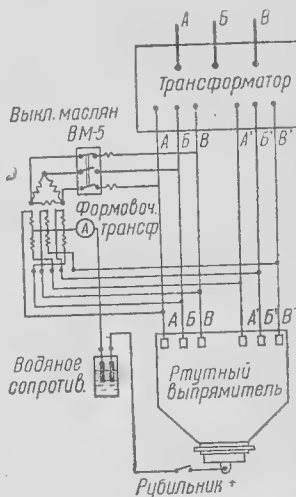 А Б В
Трансформатор
Выкл. маслян
ВМ-5
А Б В А' Б' В'
а)
Формовоч.
трансф
А
А Б В А' Б' В'
Водяное
сопротив.
Ртутный
выпрямитель
Рубильник +